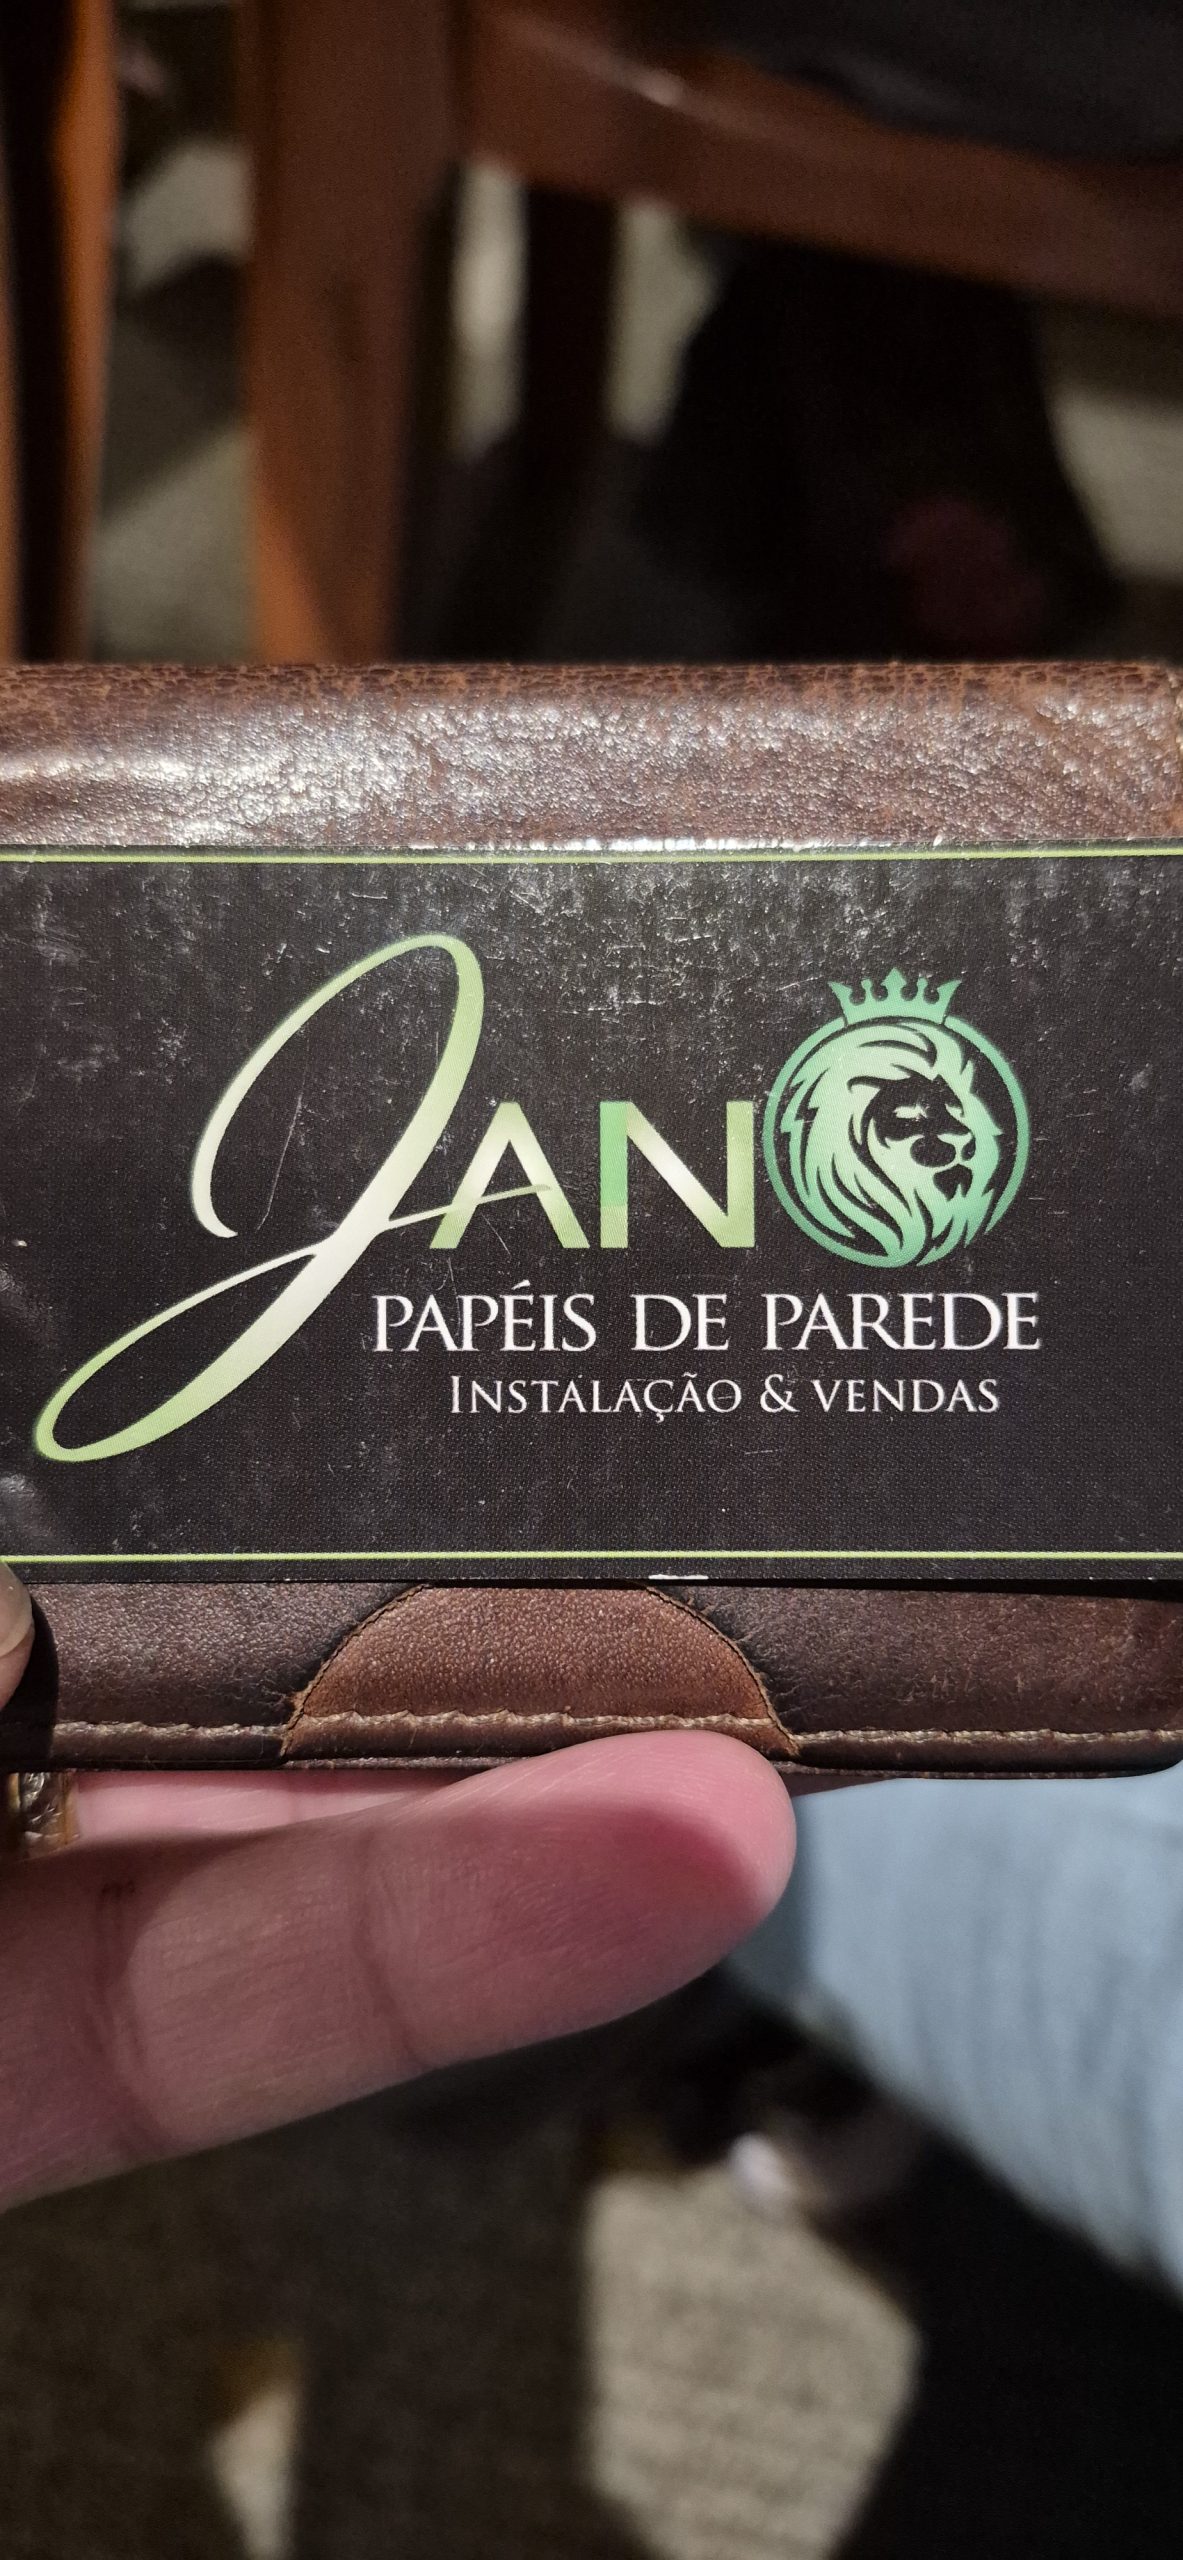 JANO
PAPÉIS DE PAREDE
INSTALAÇÃO & VENDAS